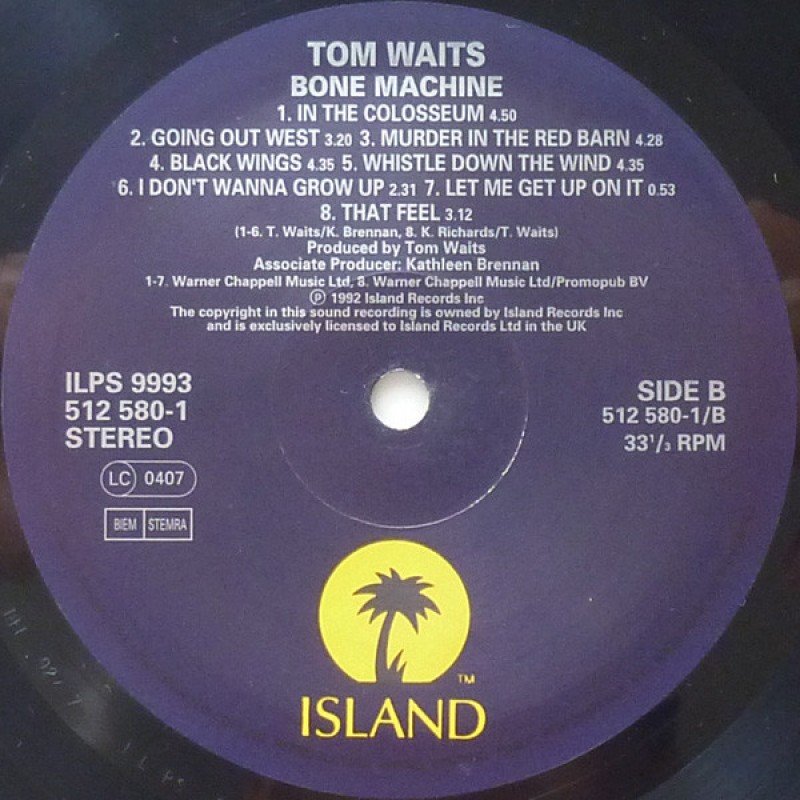 TOM WAITS
BONE MACHINE
1. IN THE COLOSSEUM 4.50
2. GOING OUT WEST 3.20 3. MURDER IN THE RED BARN 4.28
4. BLACK WINGS 4.35 5. WHISTLE DOWN THE WIND 4.35
6. I DON'T WANNA GROW UP 2.31 7. LET ME GET UP ON IT 0.53
8. THAT FEEL 3.12
(1-6. T. Waits/K. Brennan, 8. K. Richards/T. Waits)
Produced by Tom Waits
Associate Producer: Kathleen Brennan
1-7. Warner Chappell Music Ltd, 8. Warner Chappell Music Ltd/Promopub BV
℗ 1992 Island Records Inc
The copyright in this sound recording is owned by Island Records Inc
and is exclusively licensed to Island Records Ltd in the UK
ILPS 9993
512 580-1
STEREO
LC 0407
BIEM STEMRA
SIDE B
512 580-1/B
33 1/3 RPM
TM
ISLAND